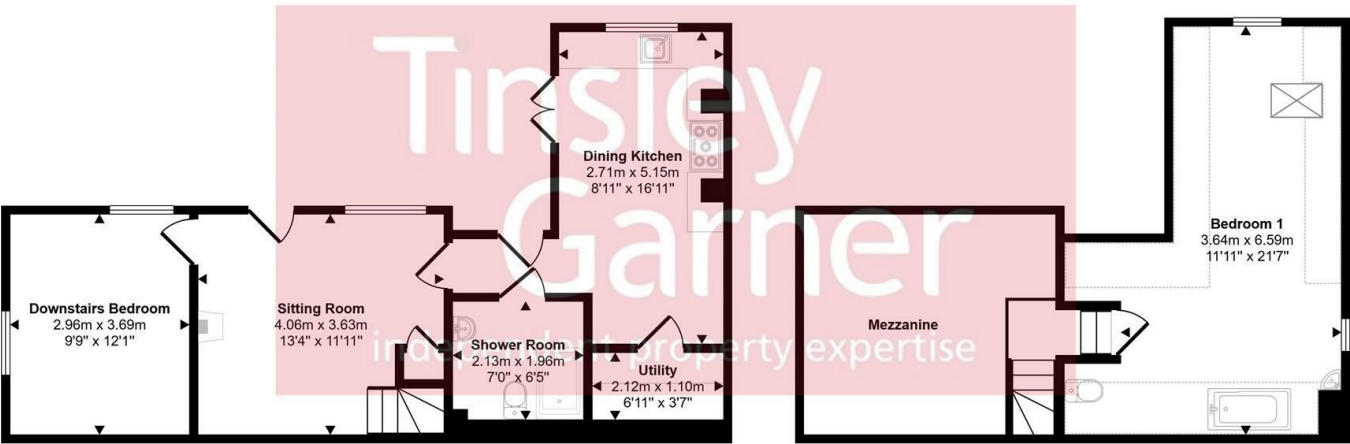 Tinsley
Garner
independent property expertise
Dining Kitchen
2.71m x 5.15m
8'11" x 16'11"
Downstairs Bedroom
2.96m x 3.69m
9'9" x 12'1"
Sitting Room
4.06m x 3.63m
13'4" x 11'11"
Shower Room
2.13m x 1.96m
7'0" x 6'5"
Utility
2.12m x 1.10m
6'11" x 3'7"
Mezzanine
Bedroom 1
3.64m x 6.59m
11'11" x 21'7"